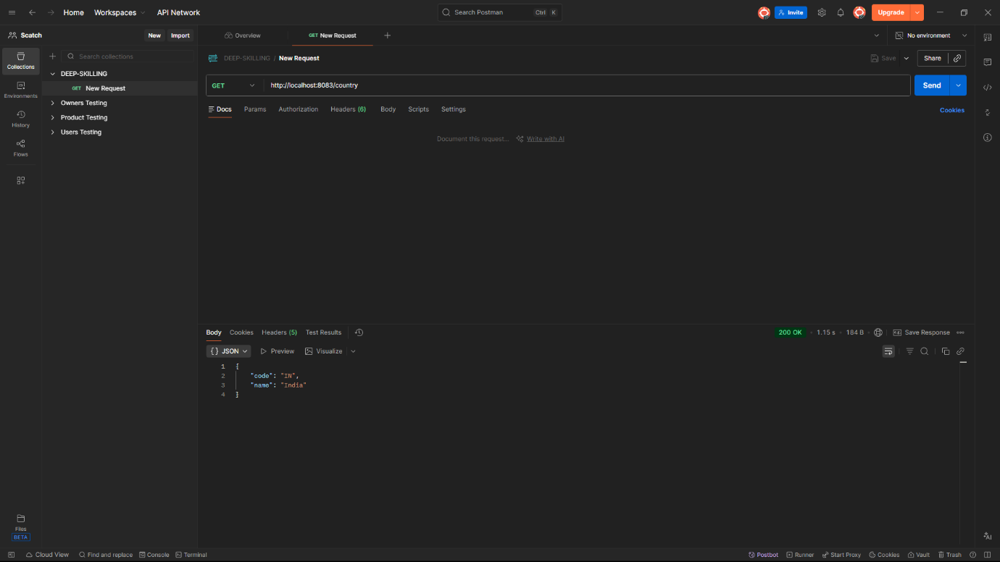 Home Workspaces API Network Search Postman Ctrl K Invite Upgrade
Scatch New Import Overview GET New Request No environment
Collections
Environments
History
Flows
Search collections
DEEP-SKILLING
GET New Request
Owners Testing
Product Testing
Users Testing
DEEP-SKILLING / New Request Save Share
GET http://localhost:8083/country Send
Docs Params Authorization Headers (6) Body Scripts Settings Cookies
Document this request... Write with AI
Body Cookies Headers (5) Test Results 200 OK 1.15 s 184 B Save Response
{ } JSON Preview Visualize
1 {
2 "code": "IN",
3 "name": "India"
4 }
Files
BETA
Cloud View Find and replace Console Terminal Postbot Runner Start Proxy Cookies Vault Trash